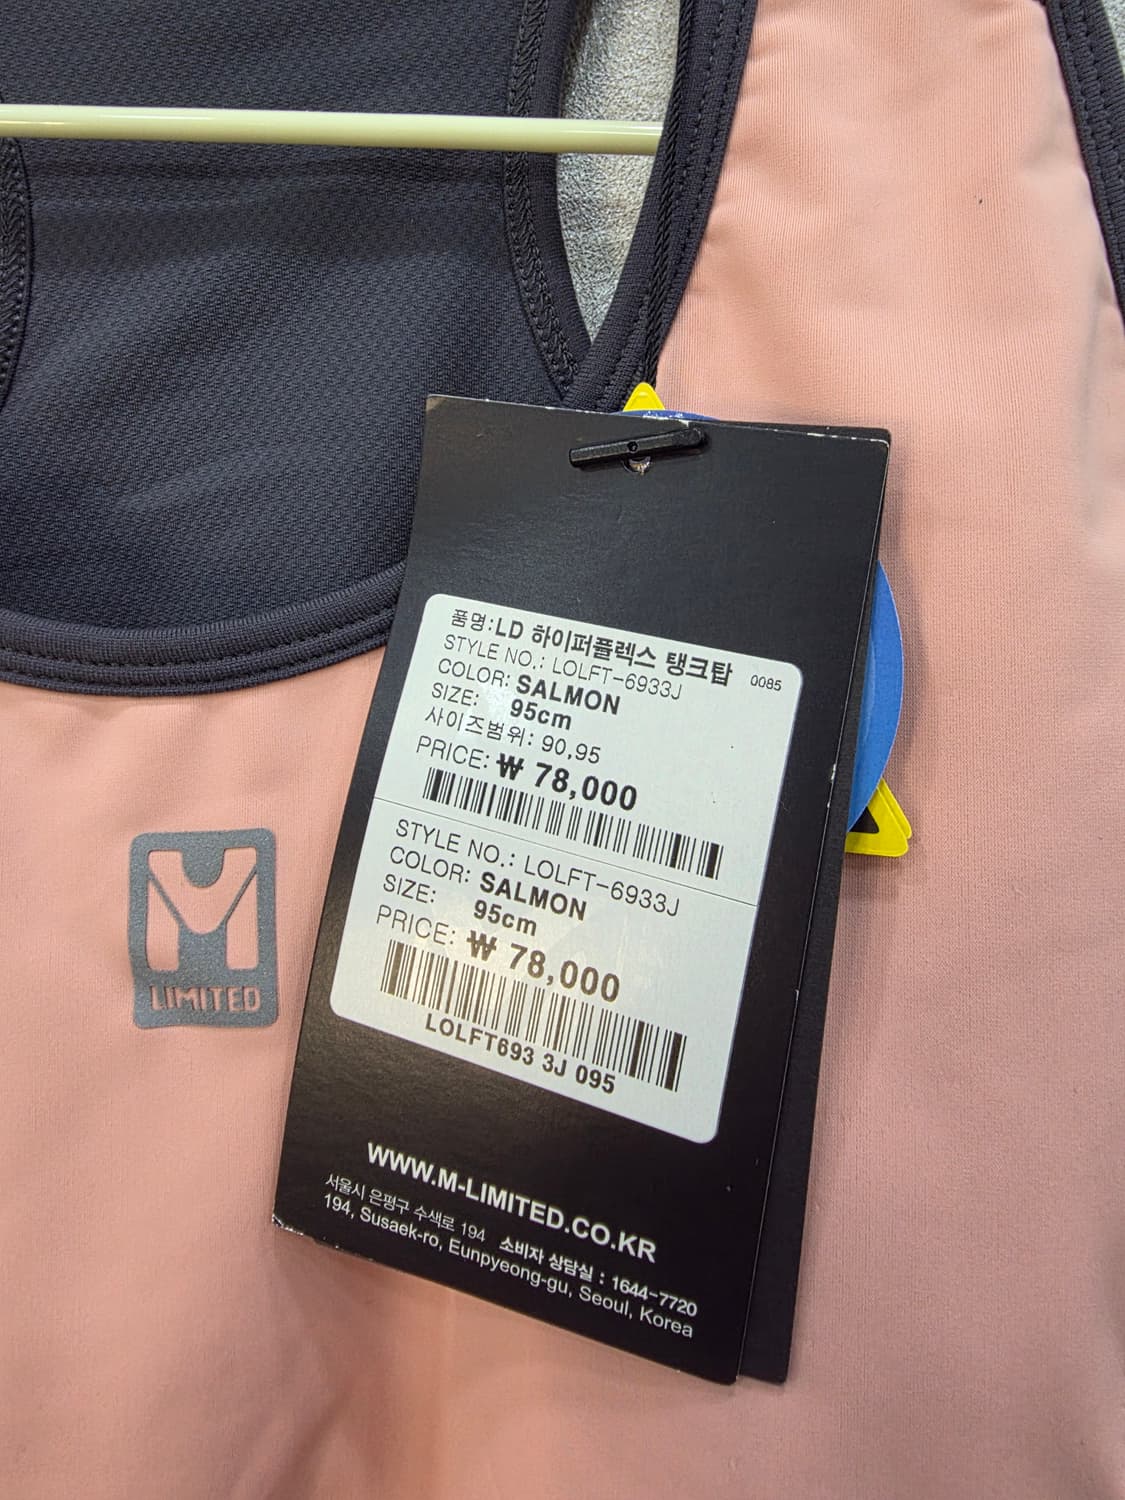 M
LIMITED
품명:LD 하이퍼플렉스 탱크탑 0085
STYLE NO.: LOLFT-6933J
COLOR: SALMON
SIZE: 95cm
사이즈범위: 90,95
PRICE: ₩ 78,000
STYLE NO.: LOLFT-6933J
COLOR: SALMON
SIZE: 95cm
PRICE: ₩ 78,000
LOLFT693 3J 095
WWW.M-LIMITED.CO.KR
서울시 은평구 수색로 194 소비자 상담실 : 1644-7720
194, Susaek-ro, Eunpyeong-gu, Seoul, Korea